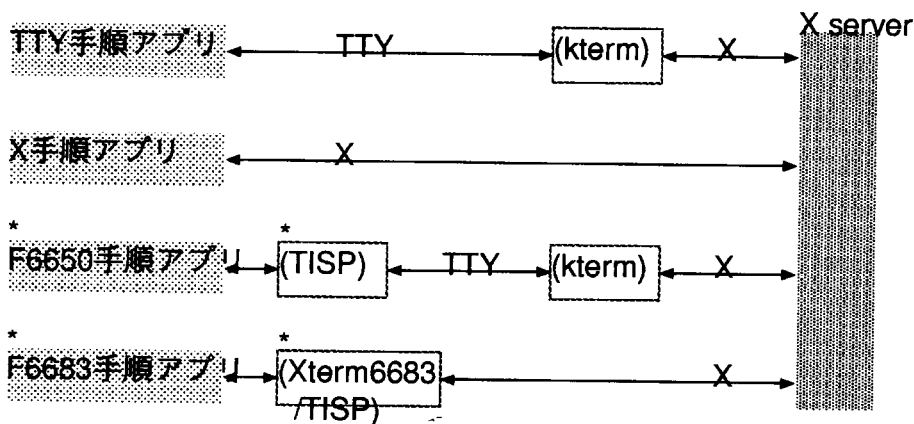 X server
TTY手順アプリ TTY (kterm) X
X手順アプリ X
* *
F6650手順アプリ (TISP) TTY (kterm) X
* *
F6683手順アプリ (Xterm6683 X
/TISP)